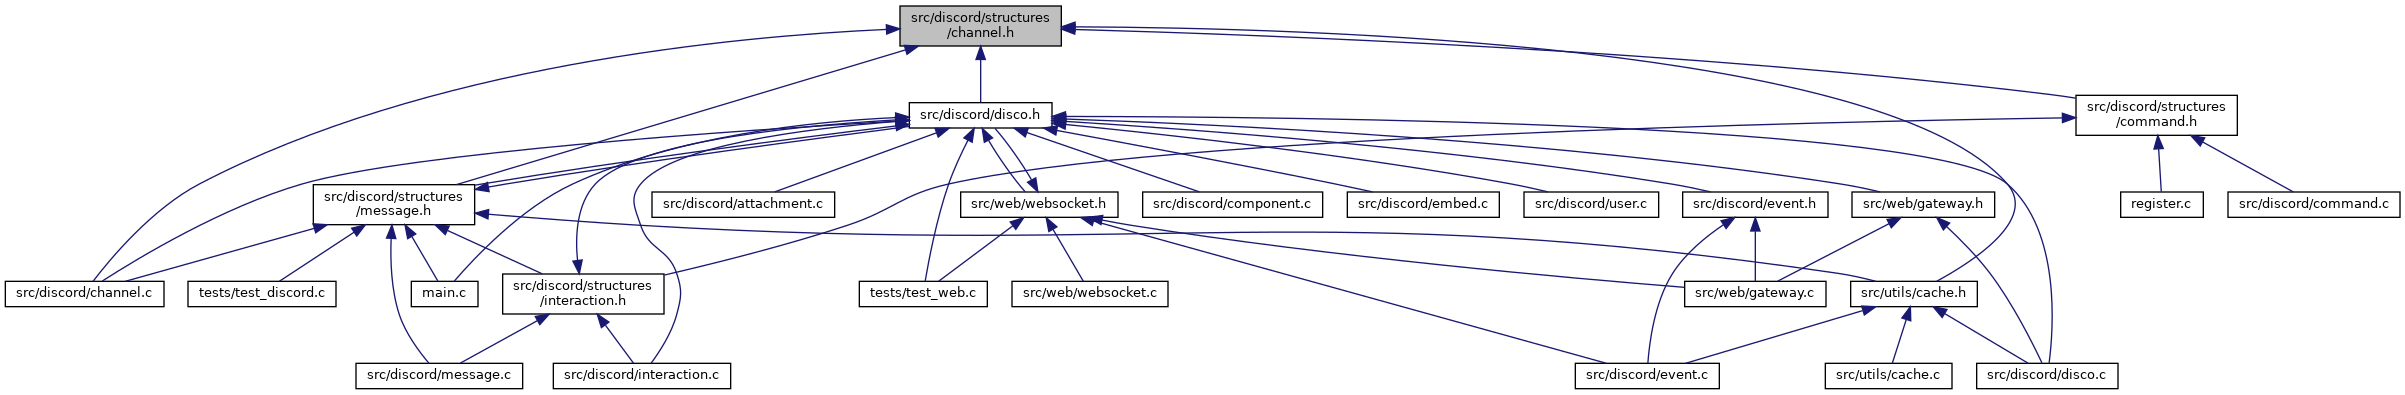 src/discord/structures
/channel.h
src/discord/disco.h
src/discord/structures
/command.h
src/discord/structures
/message.h
src/discord/attachment.c
src/web/websocket.h
src/discord/component.c
src/discord/embed.c
src/discord/user.c
src/discord/event.h
src/web/gateway.h
register.c
src/discord/command.c
src/discord/channel.c
tests/test_discord.c
main.c
src/discord/structures
/interaction.h
tests/test_web.c
src/web/websocket.c
src/web/gateway.c
src/utils/cache.h
src/discord/message.c
src/discord/interaction.c
src/discord/event.c
src/utils/cache.c
src/discord/disco.c